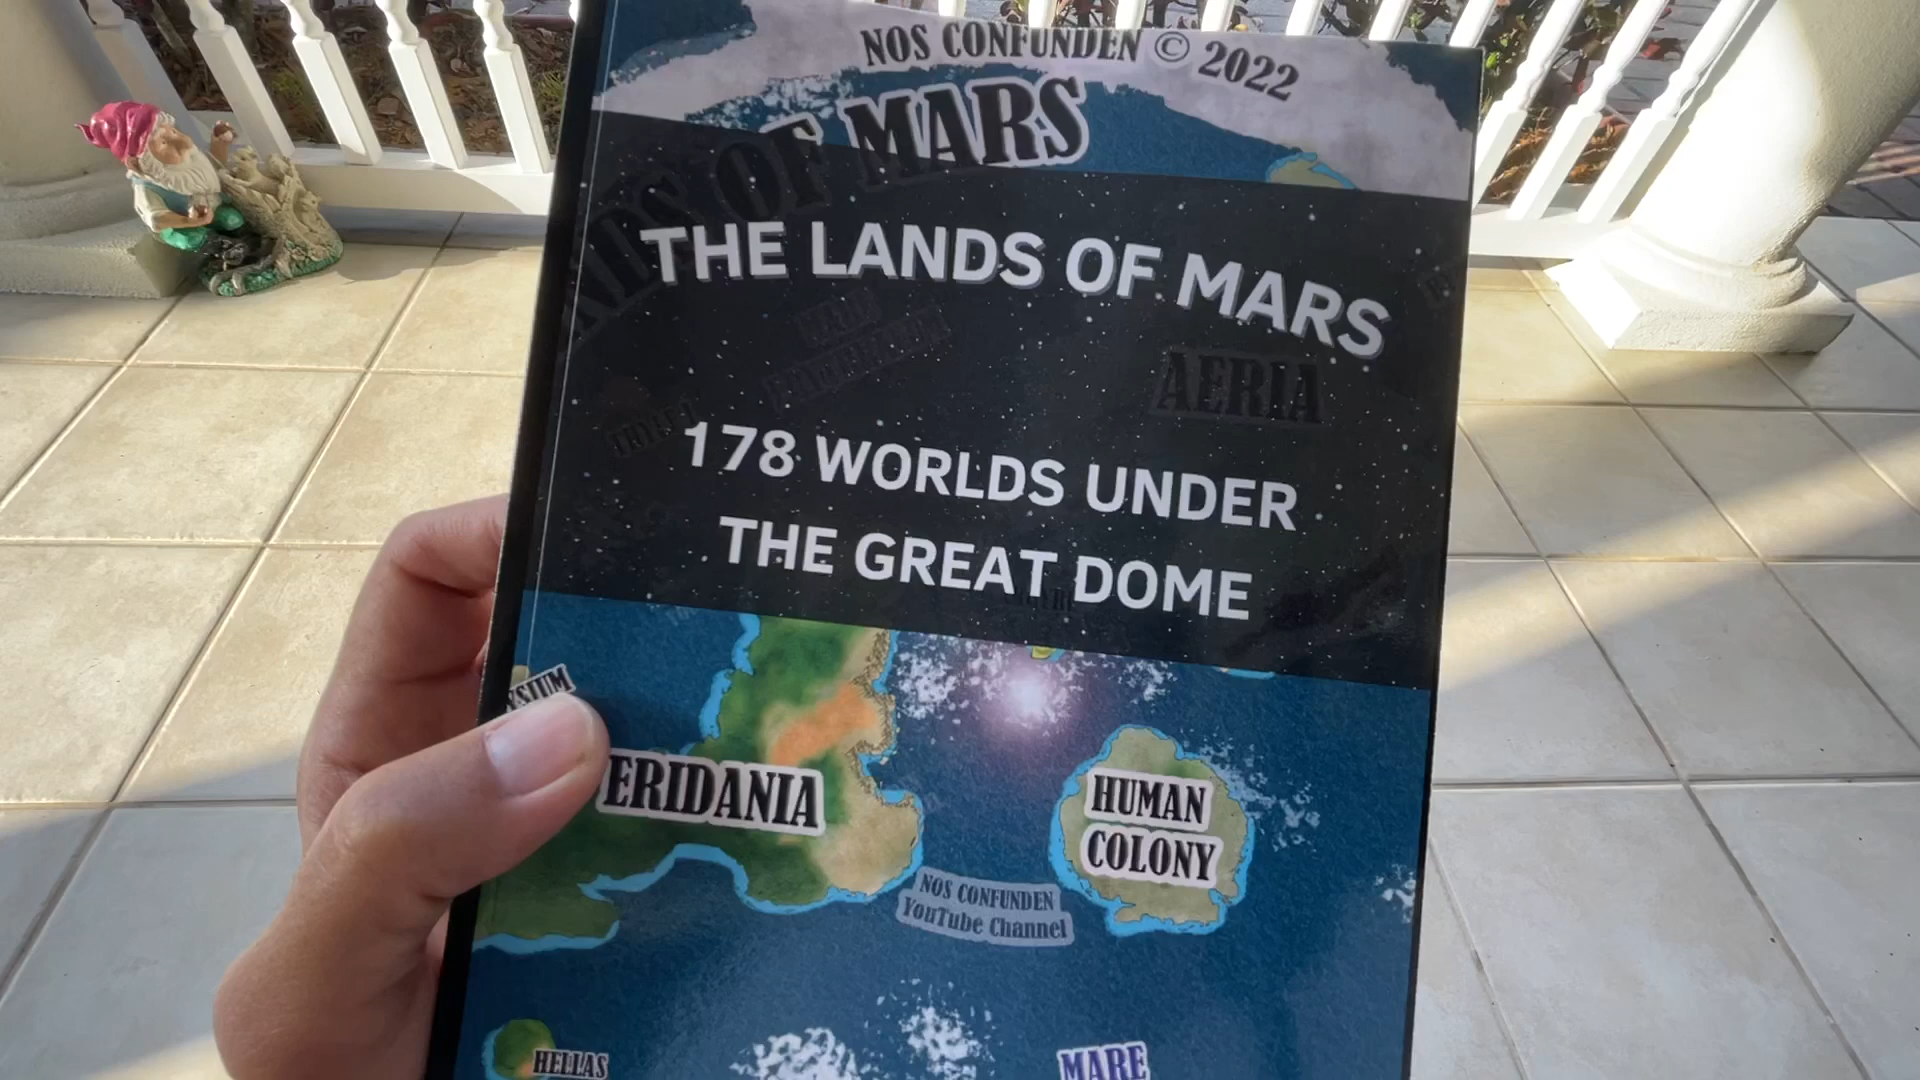 NOS CONFUNDEN © 2022
OF MARS
THE LANDS OF MARS
AERIA
178 WORLDS UNDER
THE GREAT DOME
ERIDANIA
HUMAN
COLONY
NOS CONFUNDEN
YouTube Channel
HELLAS
MARE